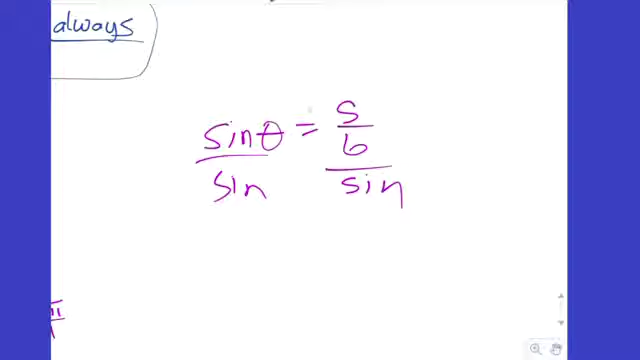 always
sinθ = 5/6
sin sin
π